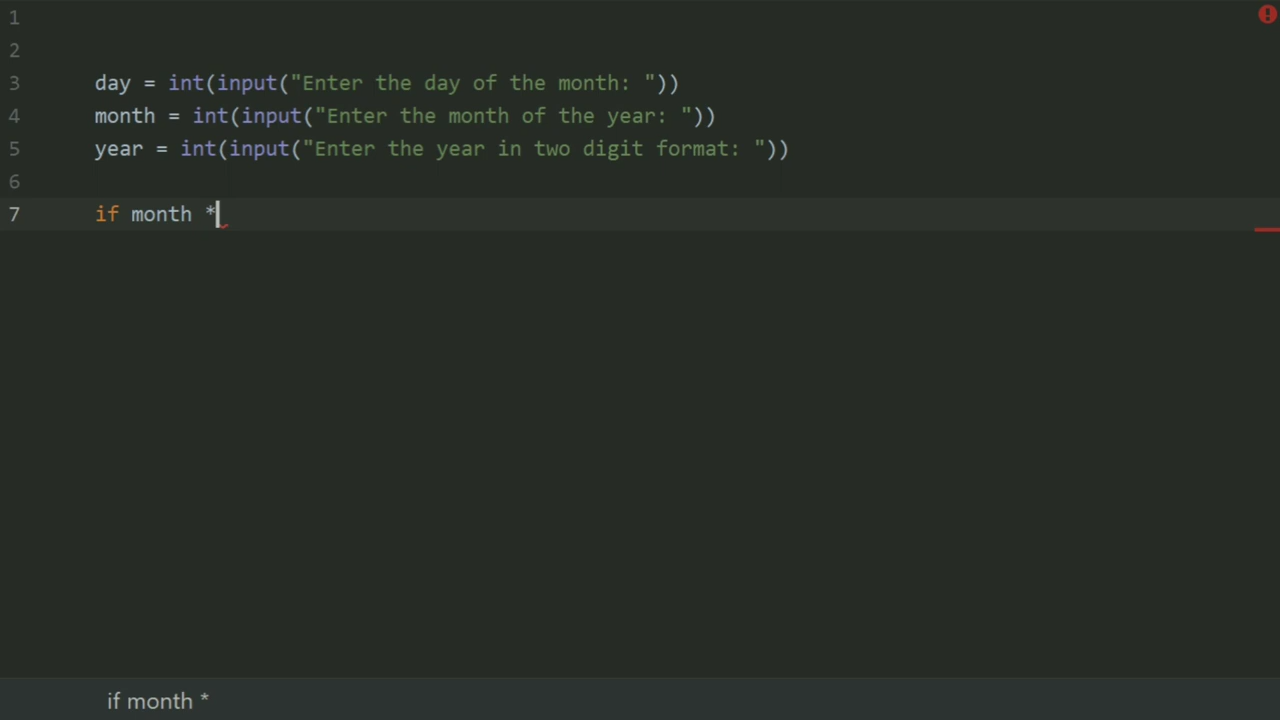 1
2
3 day = int(input("Enter the day of the month: "))
4 month = int(input("Enter the month of the year: "))
5 year = int(input("Enter the year in two digit format: "))
6
7 if month *
if month *